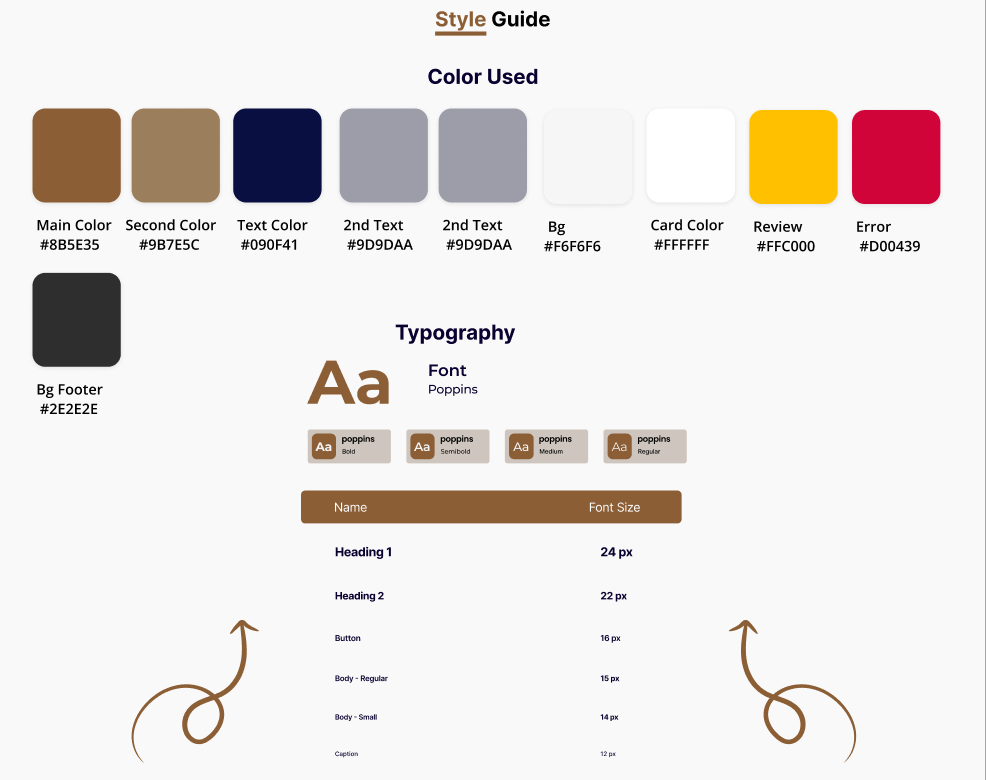 Style Guide
Color Used
Main Color
#8B5E35
Second Color
#9B7E5C
Text Color
#090F41
2nd Text
#9D9DAA
2nd Text
#9D9DAA
Bg
#F6F6F6
Card Color
#FFFFFF
Review
#FFC000
Error
#D00439
Bg Footer
#2E2E2E
Typography
Aa
Font
Poppins
Aa
poppins
Bold
Aa
poppins
Semibold
Aa
poppins
Medium
Aa
poppins
Regular
Name Font Size
Heading 1 24 px
Heading 2 22 px
Button 16 px
Body - Regular 15 px
Body - Small 14 px
Caption 12 px